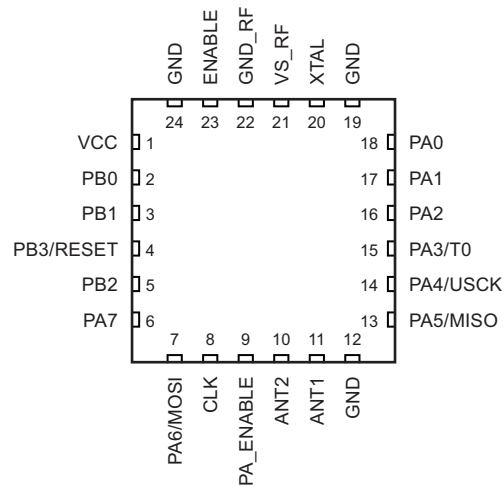 GND
ENABLE
GND_RF
VS_RF
XTAL
GND
24 23 22 21 20 19
VCC 1 18 PA0
PB0 2 17 PA1
PB1 3 16 PA2
PB3/RESET 4 15 PA3/T0
PB2 5 14 PA4/USCK
PA7 6 13 PA5/MISO
7 8 9 10 11 12
PA6/MOSI
CLK
PA_ENABLE
ANT2
ANT1
GND